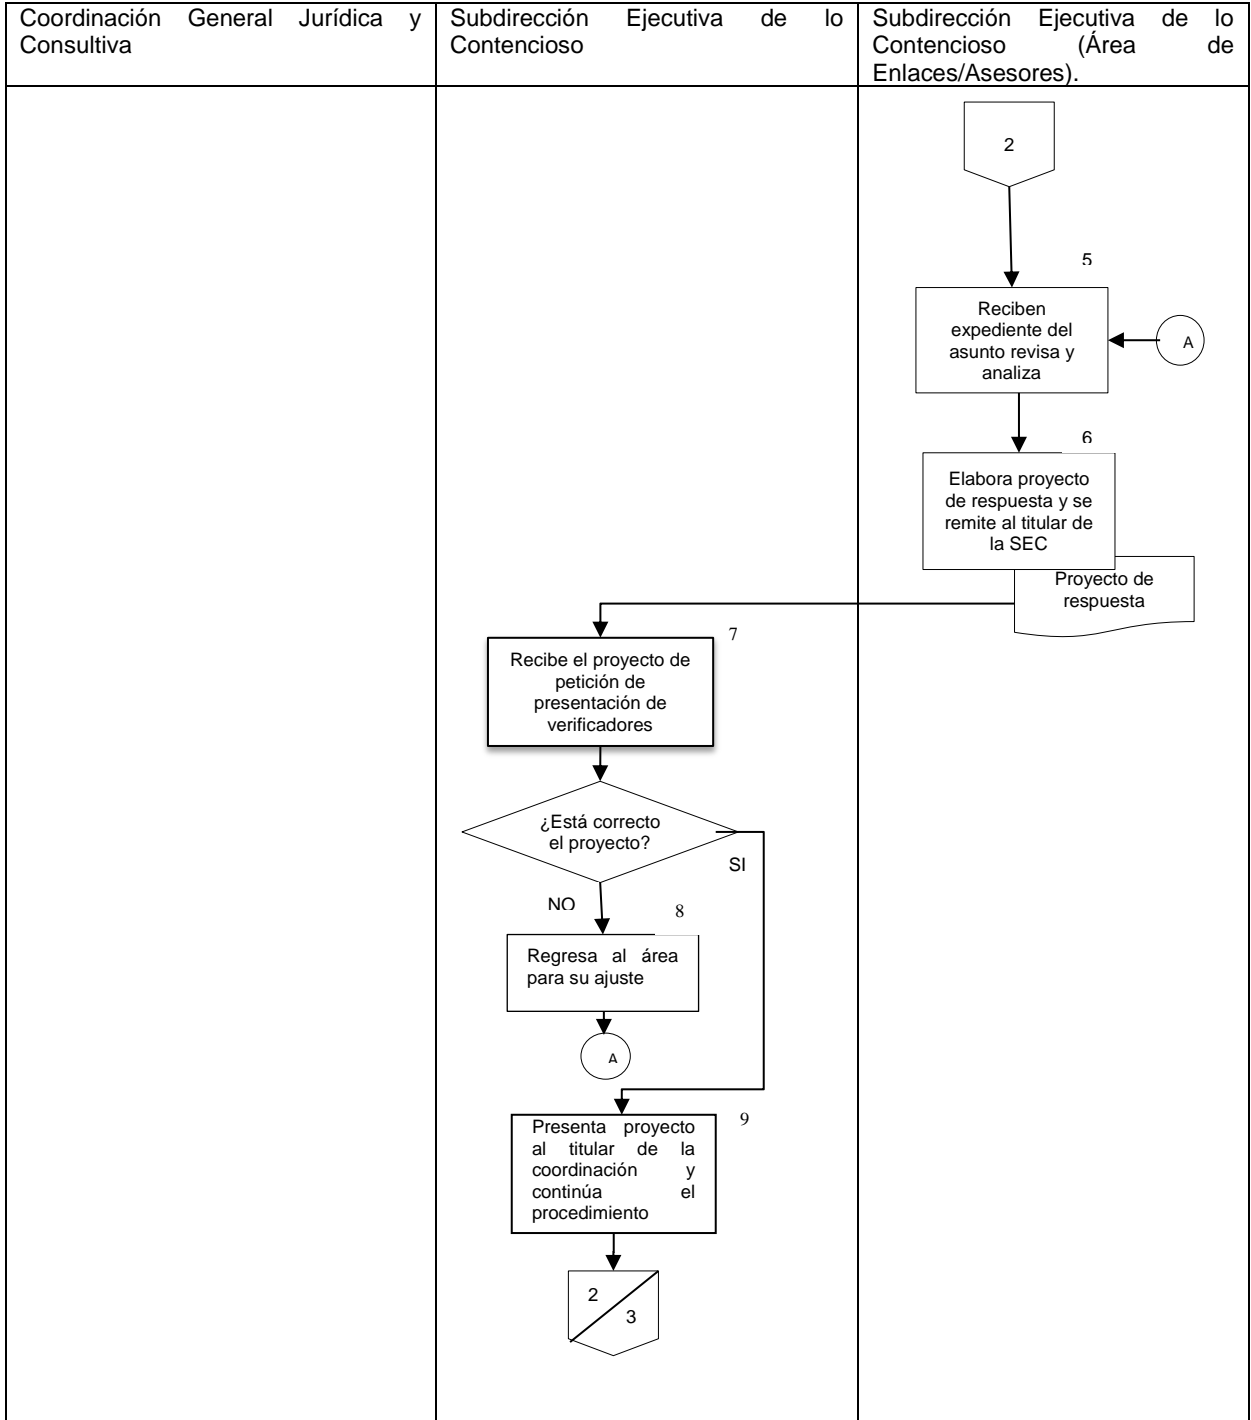 Coordinación General Jurídica y
Consultiva
Subdirección Ejecutiva de lo
Contencioso
Subdirección Ejecutiva de lo
Contencioso (Área de
Enlaces/Asesores).
2
5
Reciben
expediente del
asunto revisa y
analiza
A
6
Elabora proyecto
de respuesta y se
remite al titular de
la SEC
Proyecto de
respuesta
7
Recibe el proyecto de
petición de
presentación de
verificadores
¿Está correcto
el proyecto?
SI
NO
8
Regresa al área
para su ajuste
A
9
Presenta proyecto
al titular de la
coordinación y
continúa el
procedimiento
2
3